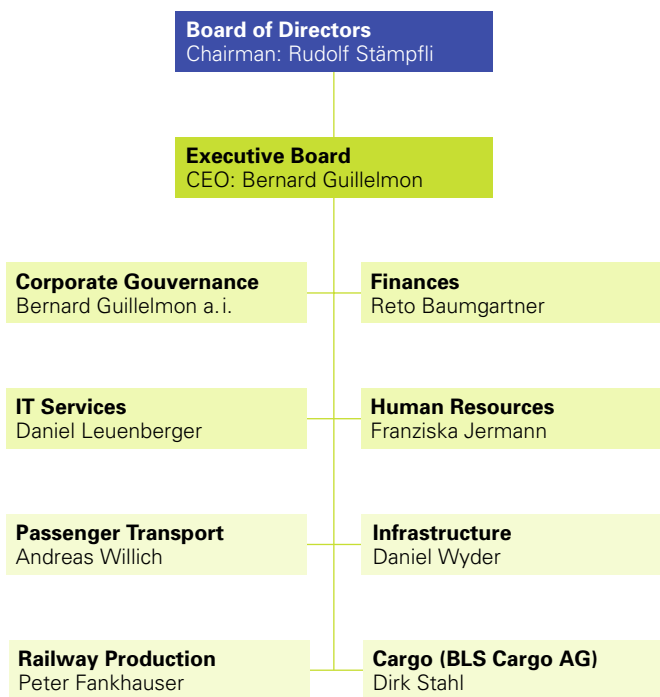 Board of Directors
Chairman: Rudolf Stämpfli
Executive Board
CEO: Bernard Guillelmon
Corporate Gouvernance
Bernard Guillelmon a.i.
Finances
Reto Baumgartner
IT Services
Daniel Leuenberger
Human Resources
Franziska Jermann
Passenger Transport
Andreas Willich
Infrastructure
Daniel Wyder
Railway Production
Peter Fankhauser
Cargo (BLS Cargo AG)
Dirk Stahl